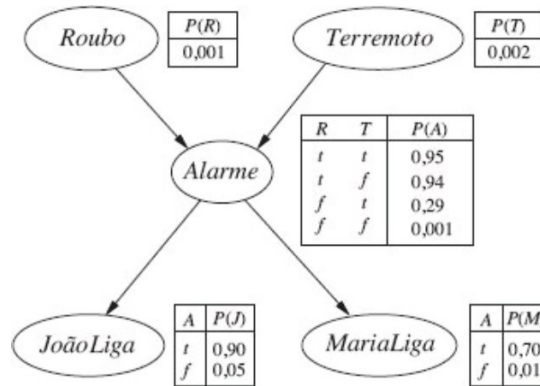 Roubo
P(R)
0,001
Terremoto
P(T)
0,002
Alarme
R T P(A)
t t 0,95
t f 0,94
f t 0,29
f f 0,001
JoãoLiga
A P(J)
t 0,90
f 0,05
MariaLiga
A P(M
t 0,70
f 0,01